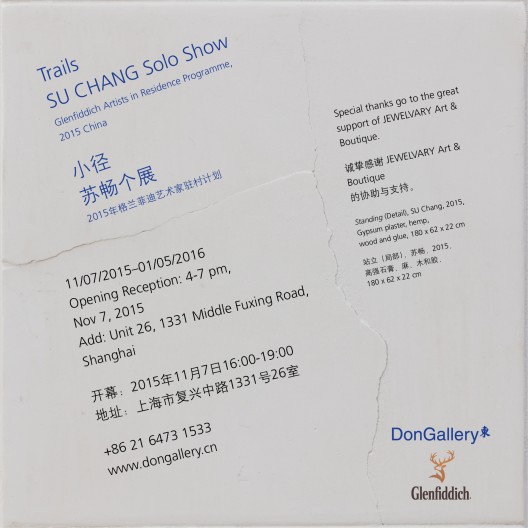 Trails
SU CHANG Solo Show
Glenfiddich Artists in Residence Programme,
2015 China
小径
苏畅个展
2015年格兰菲迪艺术家驻村计划
11/07/2015–01/05/2016
Opening Reception: 4-7 pm,
Nov 7, 2015
Add: Unit 26, 1331 Middle Fuxing Road,
Shanghai
开幕：2015年11月7日16:00-19:00
地址：上海市复兴中路1331号26室
+86 21 6473 1533
www.dongallery.cn
Special thanks go to the great
support of JEWELVARY Art &
Boutique.
诚挚感谢 JEWELVARY Art &
Boutique
的协助与支持。
Standing (Detail), SU Chang, 2015,
Gypsum plaster, hemp,
wood and glue, 180 x 62 x 22 cm
站立（局部）、苏畅、2015、
高强石膏、麻、木和胶、
180 x 62 x 22 cm
DonGallery東
Glenfiddich